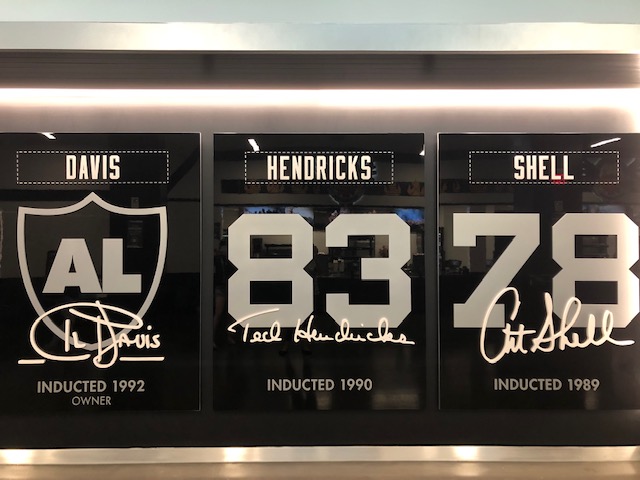 DAVIS
AL
Al Davis
INDUCTED 1992
OWNER
HENDRICKS
83
Ted Hendricks
INDUCTED 1990
SHELL
78
Art Shell
INDUCTED 1989